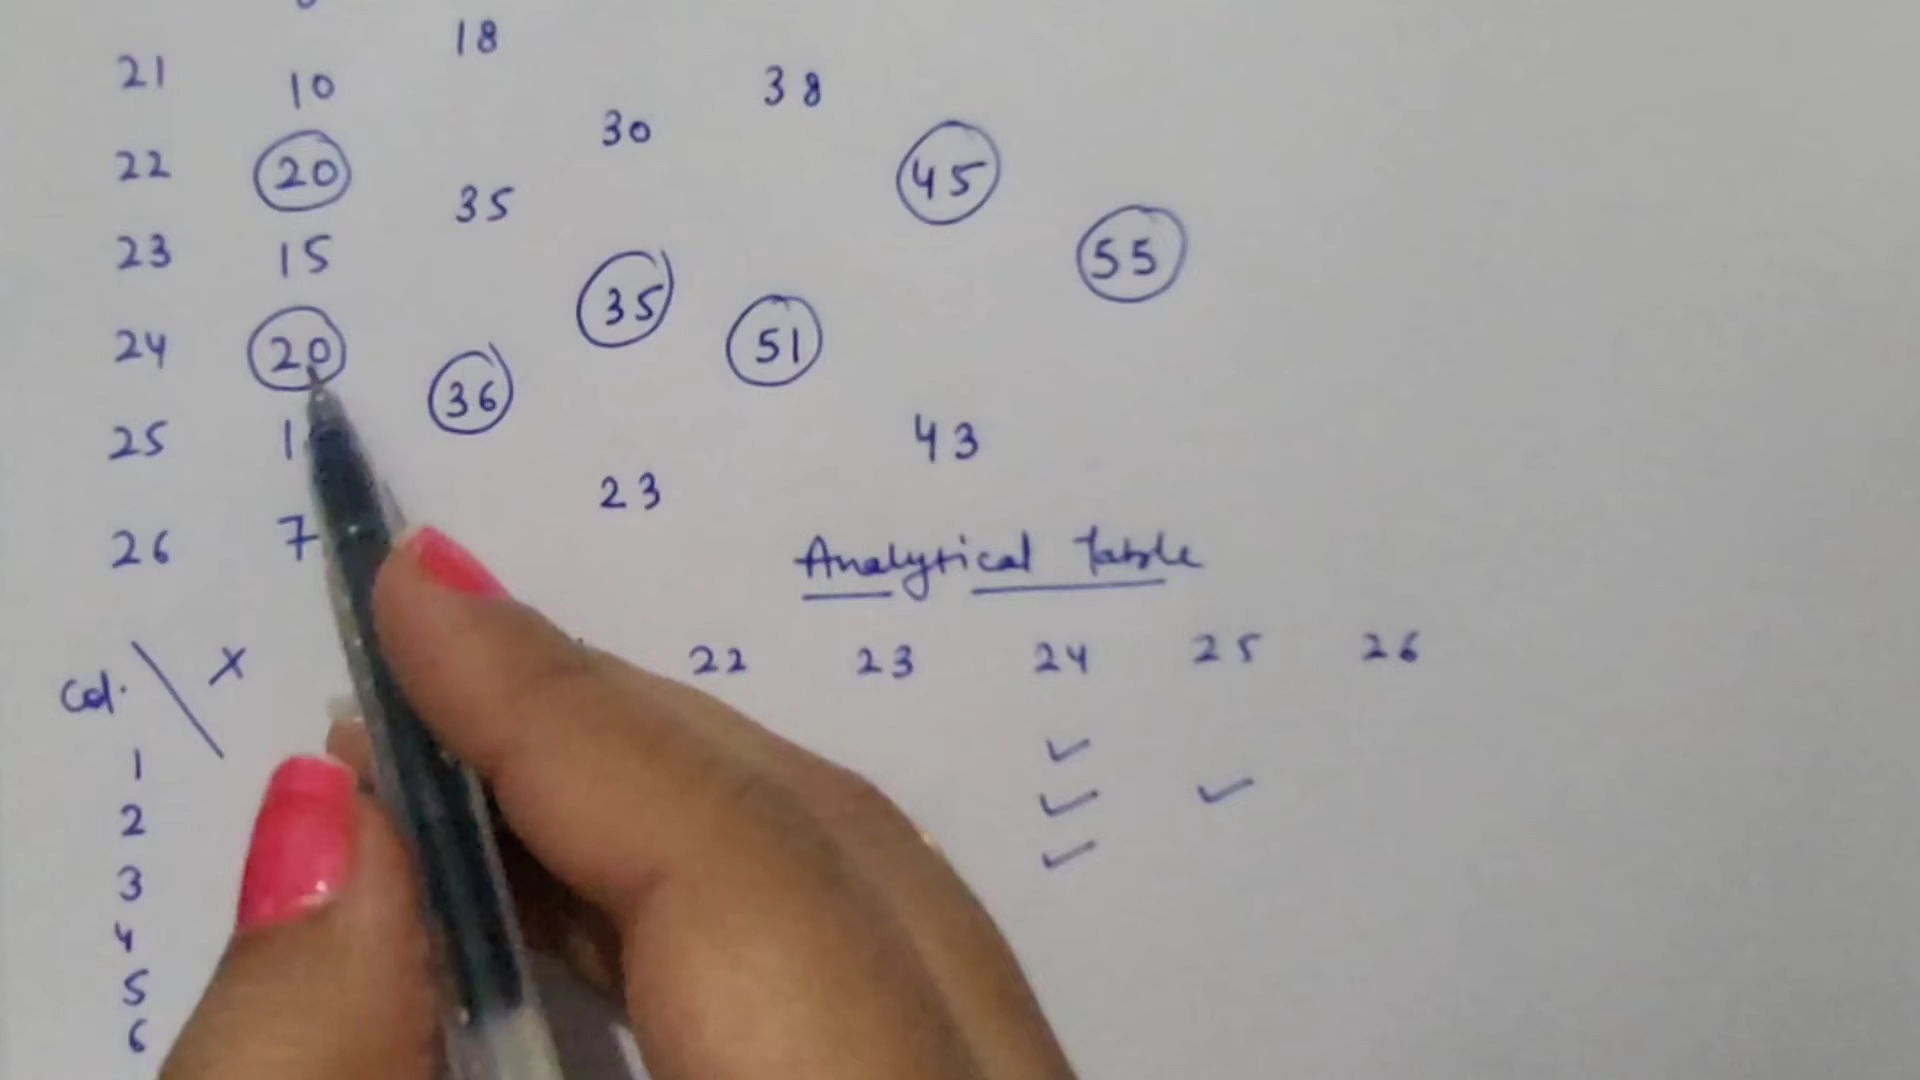 18
21 10 38
30
22 20 45
35
23 15 55
35
24 20 51
36
25 1 43
23
26 7
Analytical Table
Col. \ X 22 23 24 25 26
1 ✓
2 ✓ ✓
3 ✓
4
5
6